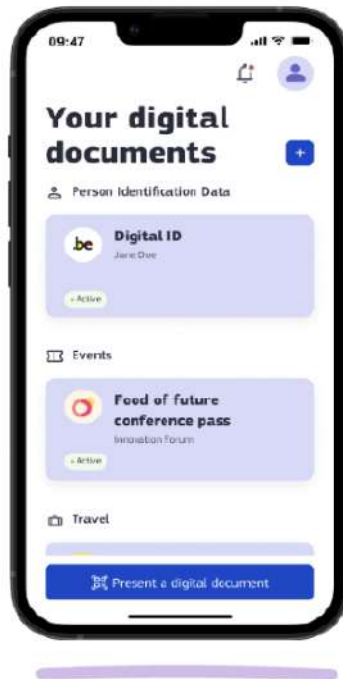 09:47
Your digital
documents
+
Person Identification Data
.be
Digital ID
Jane Doe
Active
Events
Food of future
conference pass
Innovation Forum
Active
Travel
Present a digital document